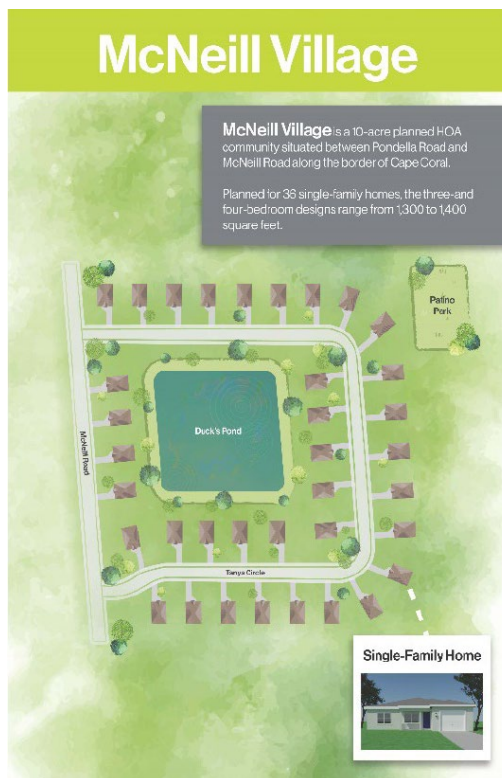 McNeill Village
McNeill Village is a 10-acre planned HOA
community situated between Pondella Road and
McNeill Road along the border of Cape Coral.
Planned for 36 single-family homes, the three-and
four-bedroom designs range from 1,300 to 1,400
square feet.
Patino
Park
Duck's Pond
McNeill Road
Tanya Circle
Single-Family Home